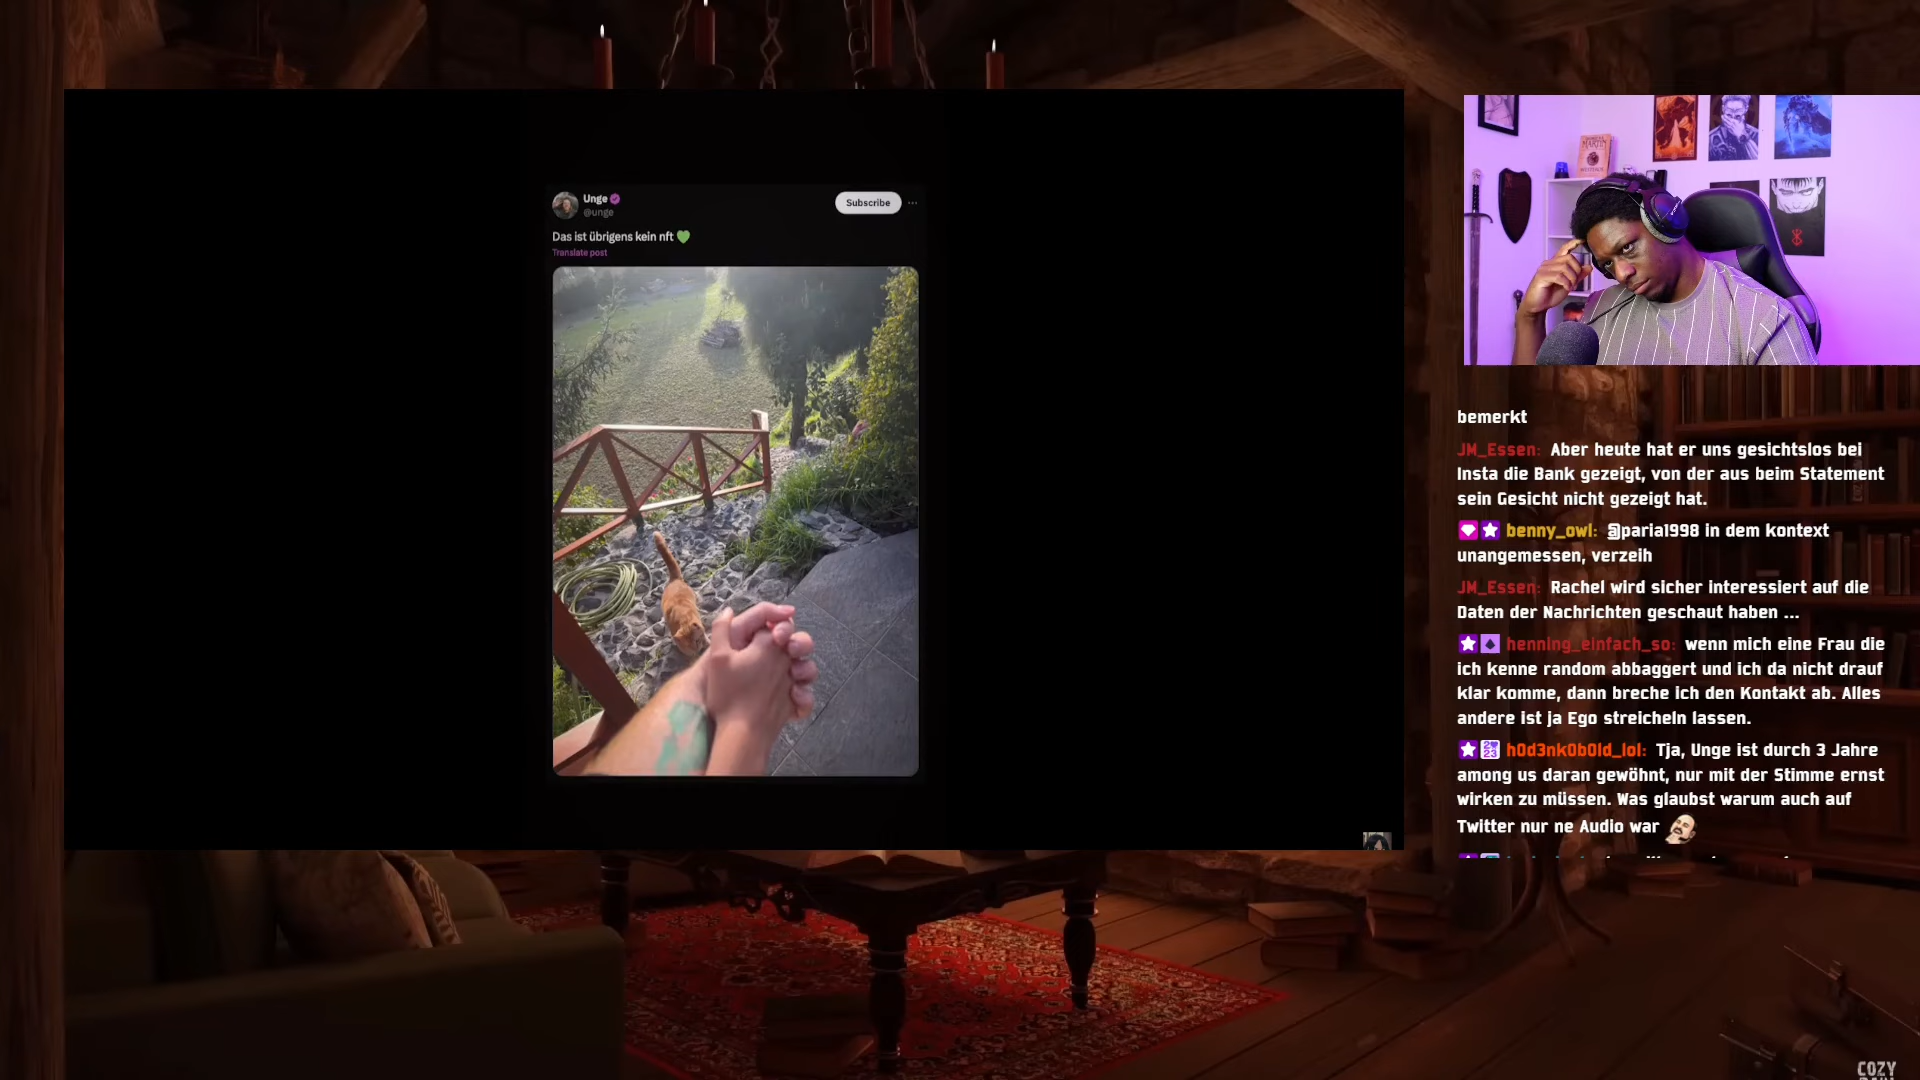 Unge
@unge
Subscribe
Das ist übrigens kein nft 💚
Translate post
MARTIN
bemerkt
JM_Essen: Aber heute hat er uns gesichtslos bei
Insta die Bank gezeigt, von der aus beim Statement
sein Gesicht nicht gezeigt hat.
benny_owl: @paria1998 in dem kontext
unangemessen, verzeih
JM_Essen: Rachel wird sicher interessiert auf die
Daten der Nachrichten geschaut haben ...
henning_einfach_so: wenn mich eine Frau die
ich kenne random abbaggert und ich da nicht drauf
klar komme, dann breche ich den Kontakt ab. Alles
andere ist ja Ego streicheln lassen.
h0d3nk0b0ld_lol: Tja, Unge ist durch 3 Jahre
among us daran gewöhnt, nur mit der Stimme ernst
wirken zu müssen. Was glaubst warum auch auf
Twitter nur ne Audio war
COZY